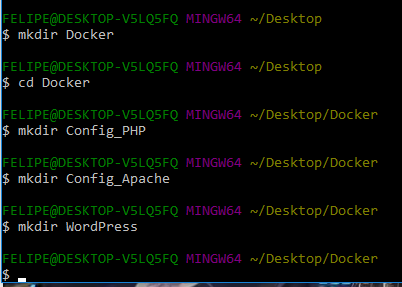 FELIPE@DESKTOP-V5LQ5FQ MINGW64 ~/Desktop
$ mkdir Docker
FELIPE@DESKTOP-V5LQ5FQ MINGW64 ~/Desktop
$ cd Docker
FELIPE@DESKTOP-V5LQ5FQ MINGW64 ~/Desktop/Docker
$ mkdir Config_PHP
FELIPE@DESKTOP-V5LQ5FQ MINGW64 ~/Desktop/Docker
$ mkdir Config_Apache
FELIPE@DESKTOP-V5LQ5FQ MINGW64 ~/Desktop/Docker
$ mkdir WordPress
FELIPE@DESKTOP-V5LQ5FQ MINGW64 ~/Desktop/Docker
$